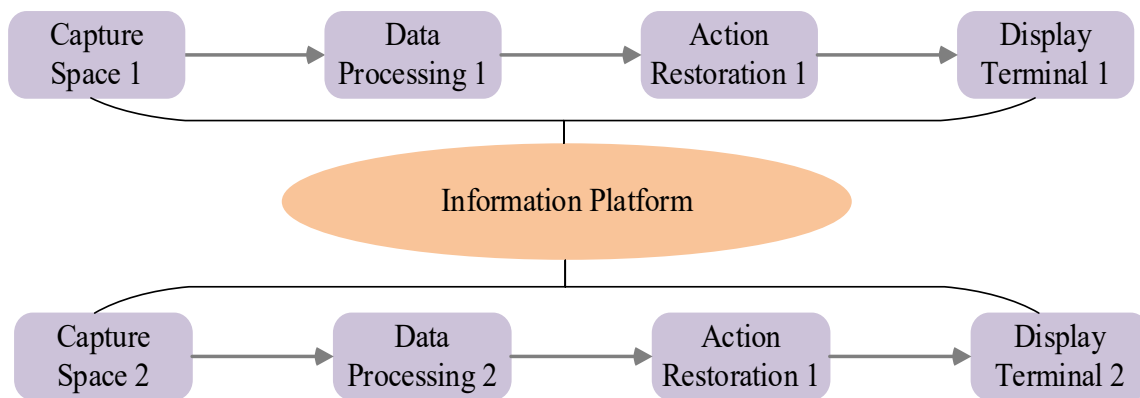 Capture
Space 1
Data
Processing 1
Action
Restoration 1
Display
Terminal 1
Information Platform
Capture
Space 2
Data
Processing 2
Action
Restoration 1
Display
Terminal 2